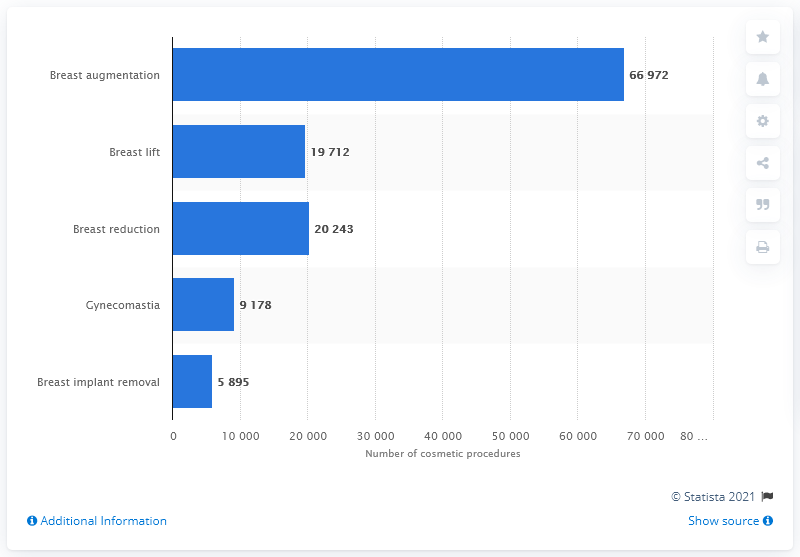 Breast augmentation 66 972
Breast lift 19 712
Breast reduction 20 243
Gynecomastia 9 178
Breast implant removal 5 895
0 10 000 20 000 30 000 40 000 50 000 60 000 70 000 80 ...
Number of cosmetic procedures
© Statista 2021
Additional Information Show source